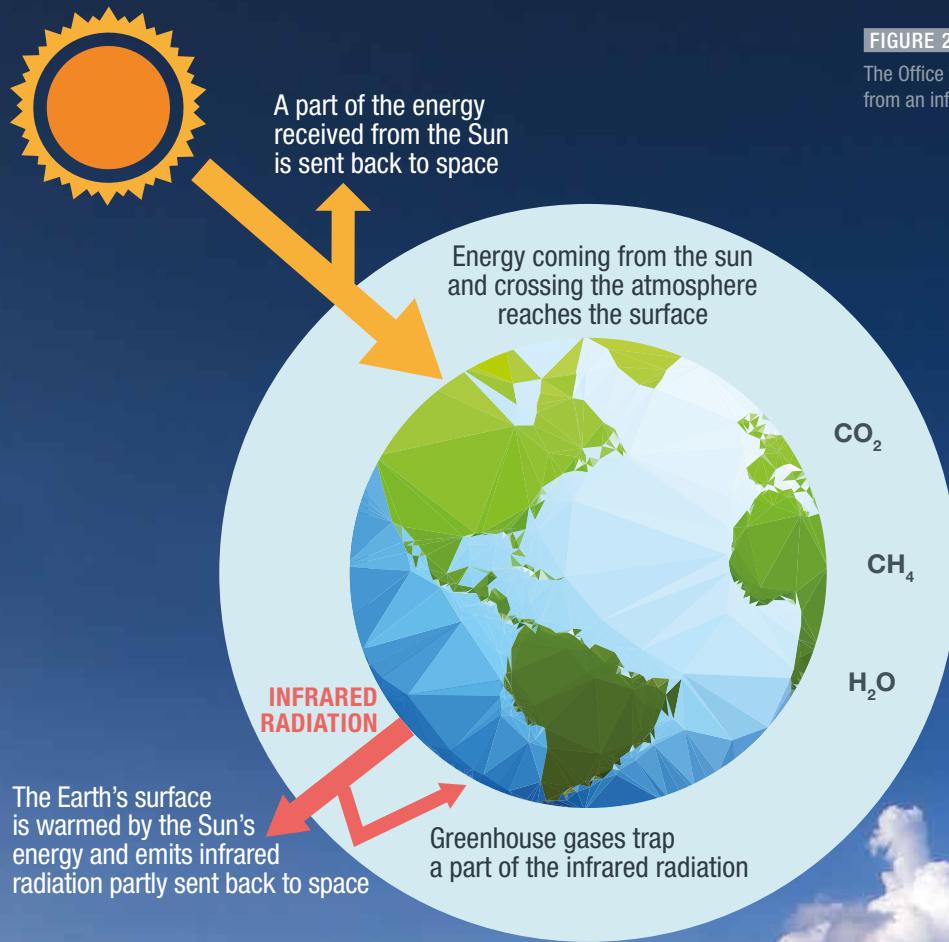 FIGURE 2
The Office
from an
A part of the energy
received from the Sun
is sent back to space
Energy coming from the sun
and crossing the atmosphere
reaches the surface
CO₂
CH₄
H₂O
INFRARED
RADIATION
The Earth’s surface
is warmed by the Sun’s
energy and emits infrared
radiation partly sent back to space
Greenhouse gases trap
a part of the infrared radiation